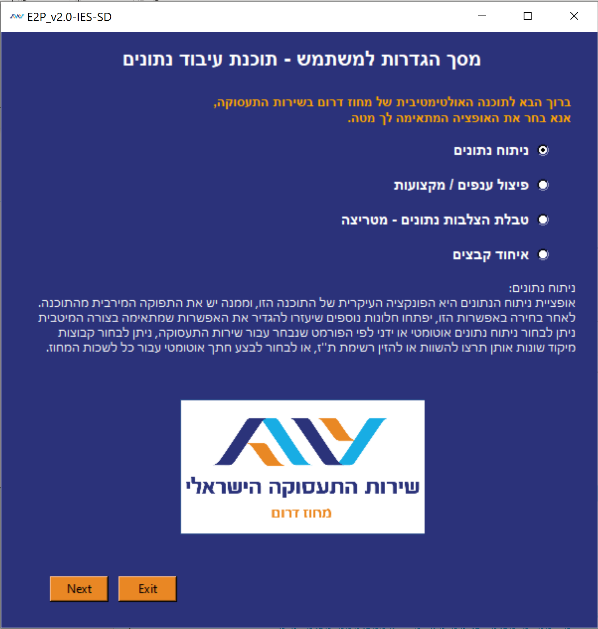 E2P_v2.0-IES-SD
מסך הגדרות למשתמש - תוכנת עיבוד נתונים
ברוך הבא לתוכנה האולטימטיבית של מחוז דרום בשירות התעסוקה,
אנא בחר את האופציה המתאימה לך מטה.
ניתוח נתונים
פיצול ענפים / מקצועות
טבלת הצלבות נתונים - מטריצה
איחוד קבצים
ניתוח נתונים:
אופציית ניתוח הנתונים היא הפונקציה העיקרית של התוכנה הזו, וממנה יש את התפוקה המירבית מהתוכנה.
לאחר בחירה באפשרות הזו, יפתחו חלונות נוספים שיעזרו להגדיר את האפשרות שמתאימה בצורה המיטבית
ניתן לבחור ניתוח נתונים אוטומטי או ידני לפי הפורמט שנבחר עבור שירות התעסוקה, ניתן לבחור קבוצות
מיקוד שונות אותן תרצו להשוות או להזין רשימת ת"ז, או לבחור לבצע חתך אוטומטי עבור כל לשכות המחוז.
שירות התעסוקה הישראלי
מחוז דרום
Next Exit